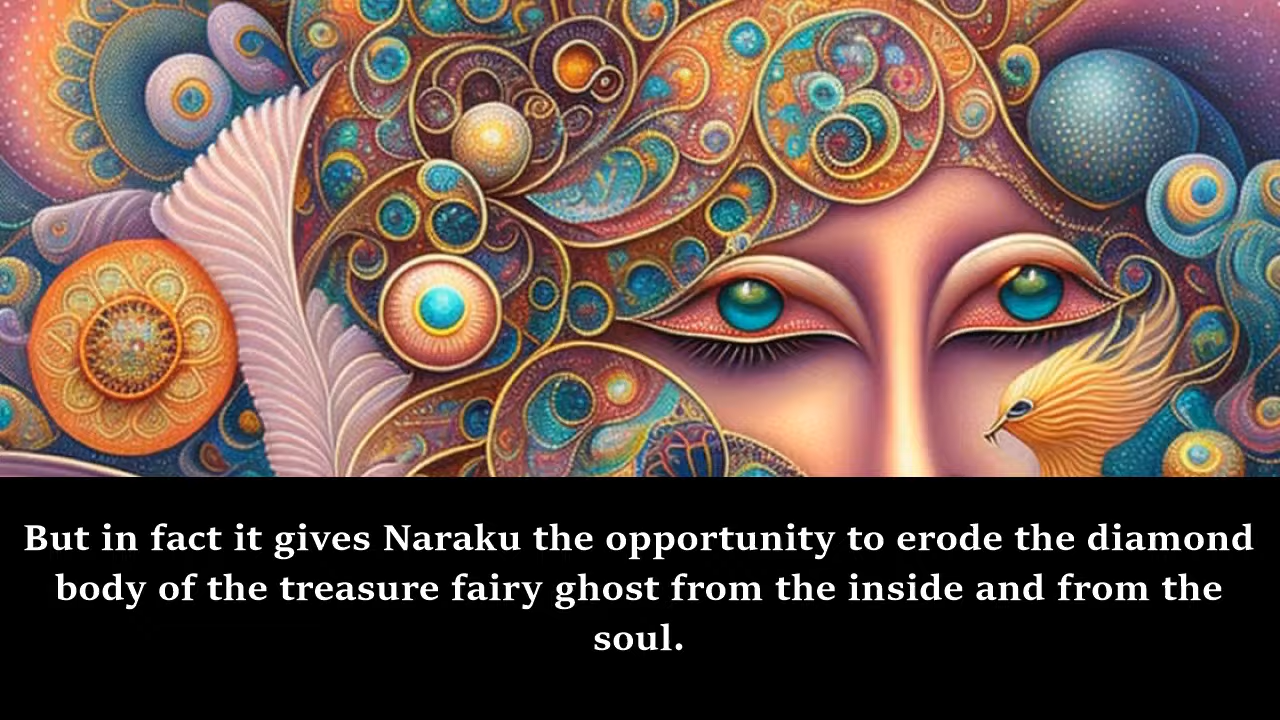 But in fact it gives Naraku the opportunity to erode the diamond
body of the treasure fairy ghost from the inside and from the
soul.